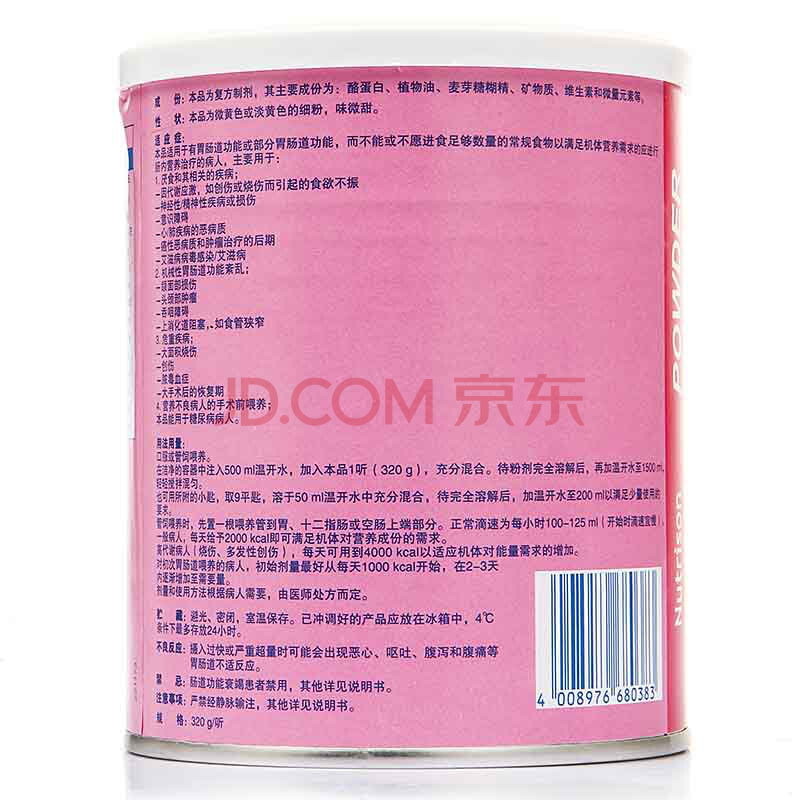 成　份：本品为复方制剂，其主要成份为：酪蛋白、植物油、麦芽糖糊精、矿物质、维生素和微量元素等。
性　状：本品为微黄色或淡黄色的细粉，味微甜。
适 应 症：
本品适用于有胃肠道功能或部分胃肠道功能，而不能或不愿进食足够数量的常规食物以满足机体营养需求的应进行
肠内营养治疗的病人，主要用于：
1. 厌食和其相关的疾病；
–因代谢应激，如创伤或烧伤而引起的食欲不振
–神经性/精神性疾病或损伤
–意识障碍
–心/肺疾病的恶病质
–癌性恶病质和肿瘤治疗的后期
–艾滋病病毒感染/艾滋病
2. 机械性胃肠道功能紊乱；
–颌面部损伤
–头颈部肿瘤
–吞咽障碍
–上消化道阻塞，如食管狭窄
3. 危重疾病；
–大面积烧伤
–创伤
–脓毒血症
–大手术后的恢复期
4. 营养不良病人的手术前喂养；
本品能用于糖尿病病人。
JD.COM 京东
用法用量：
口服或管饲喂养。
在洁净的容器中注入500 ml温开水，加入本品1听（320 g），充分混合。待粉剂完全溶解后，再加温开水至1500 ml，
轻轻搅拌混匀。
也可用所附的小匙，取9平匙，溶于50 ml温开水中充分混合，待完全溶解后，加温开水至200 ml以满足少量使用的
要求。
管饲喂养时，先置一根喂养管到胃、十二指肠或空肠上端部分。正常滴速为每小时100–125 ml（开始时滴速宜慢）。
一般病人，每天给予2000 kcal即可满足机体对营养成份的需求。
高代谢病人（烧伤、多发性创伤），每天可用到4000 kcal以适应机体对能量需求的增加。
对初次胃肠道喂养的病人，初始剂量最好从每天1000 kcal开始，在2–3天
内逐渐增加至需要量。
剂量和使用方法根据病人需要，由医师处方而定。
贮　藏：避光、密闭，室温保存。已冲调好的产品应放在冰箱中，4℃
条件下最多存放24小时。
不良反应：摄入过快或严重超量时可能会出现恶心、呕吐、腹泻和腹痛等
胃肠道不适反应。
禁　忌：肠道功能衰竭患者禁用，其他详见说明书。
注意事项：严禁经静脉输注，其他详见说明书。
规　格：320 g/听
4 008976 680383
Nutrison
POWDER